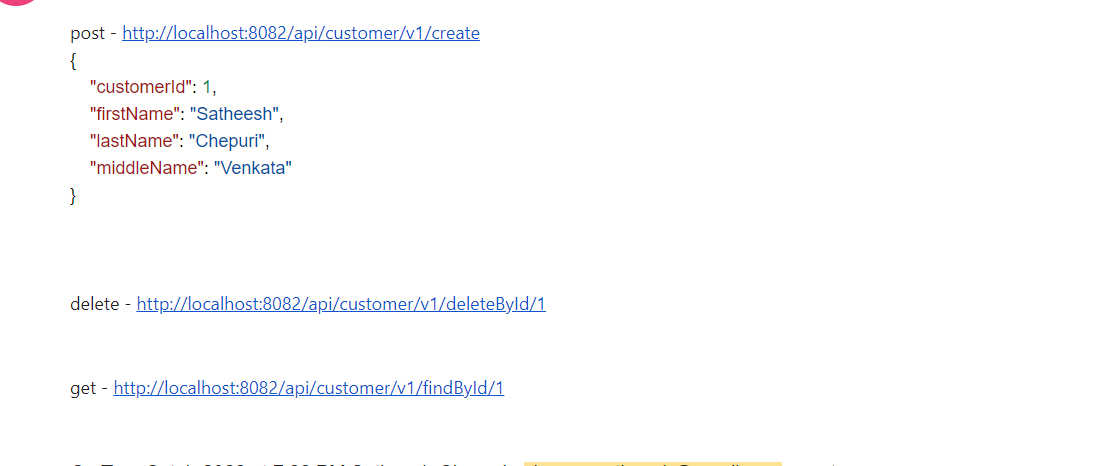 post - http://localhost:8082/api/customer/v1/create
{
"customerId": 1,
"firstName": "Satheesh",
"lastName": "Chepuri",
"middleName": "Venkata"
}
delete - http://localhost:8082/api/customer/v1/deleteById/1
get - http://localhost:8082/api/customer/v1/findById/1